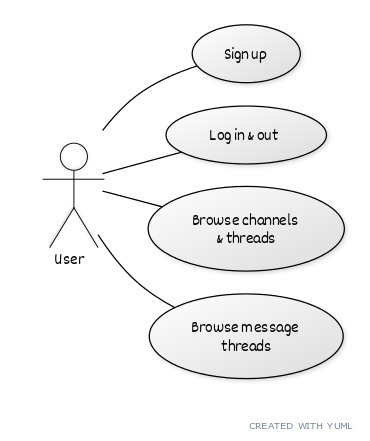 Sign up
Log in & out
Browse channels
& threads
User
Browse message
threads
CREATED WITH YUML